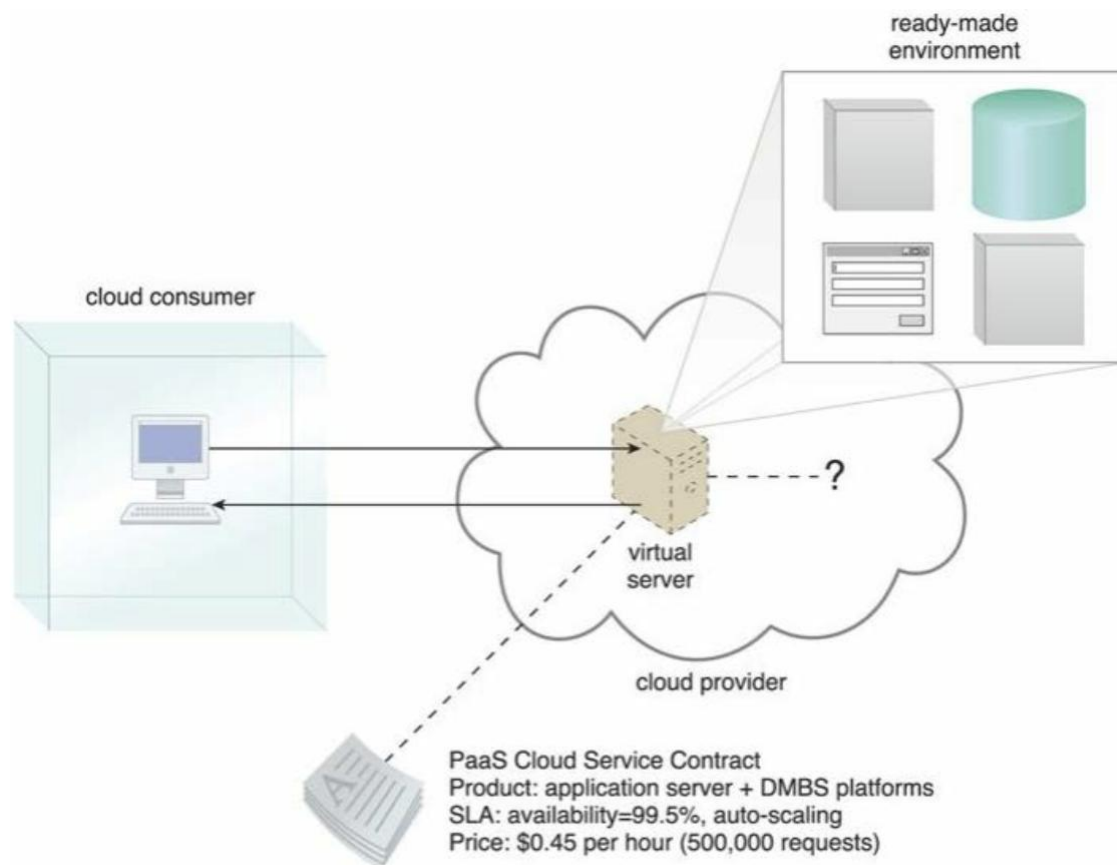 ready-made
environment
cloud consumer
?
virtual
server
cloud provider
A
PaaS Cloud Service Contract
Product: application server + DMBS platforms
SLA: availability=99.5%, auto-scaling
Price: $0.45 per hour (500,000 requests)